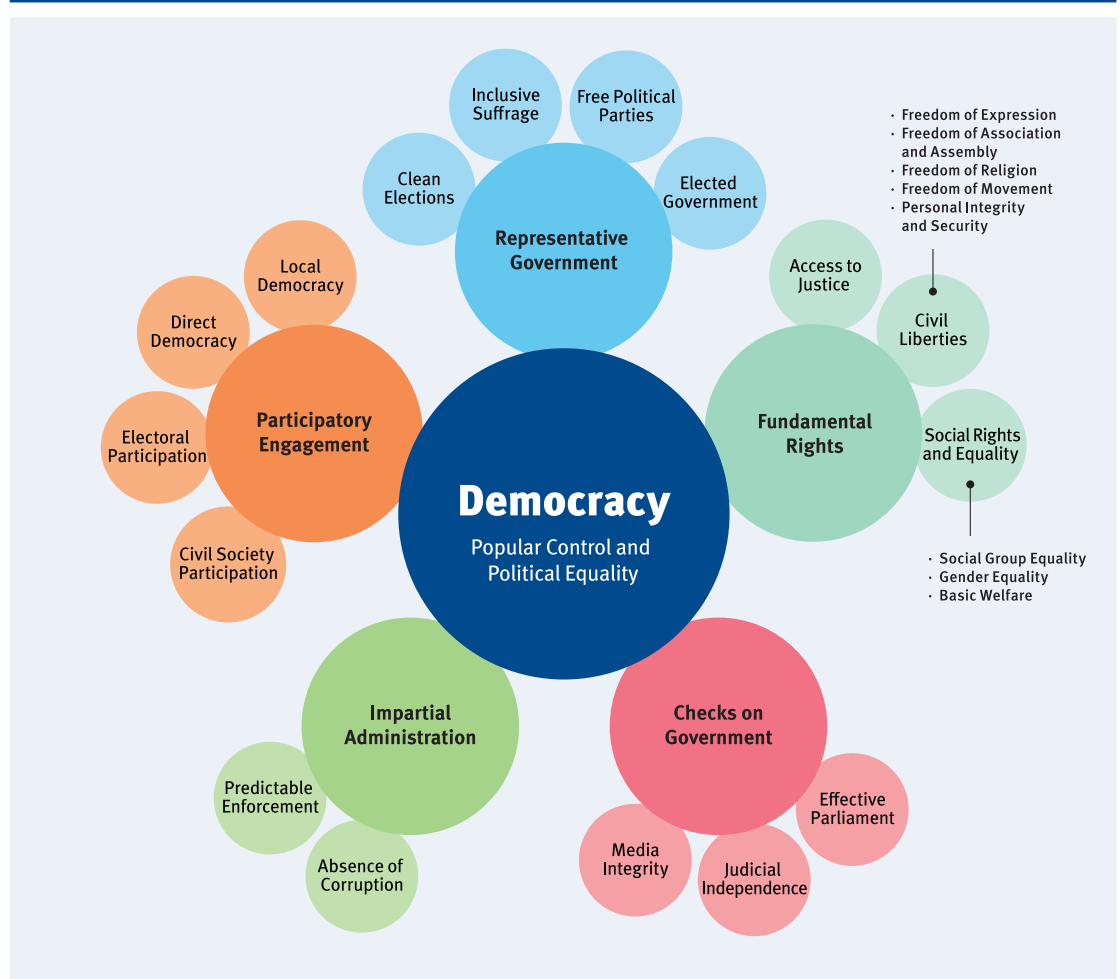 Inclusive
Suffrage
Free Political
Parties
Clean
Elections
Elected
Government
Representative
Government
· Freedom of Expression
· Freedom of Association
and Assembly
· Freedom of Religion
· Freedom of Movement
· Personal Integrity
and Security
Local
Democracy
Direct
Democracy
Electoral
Participation
Civil Society
Participation
Participatory
Engagement
Access to
Justice
Civil
Liberties
Social Rights
and Equality
Fundamental
Rights
· Social Group Equality
· Gender Equality
· Basic Welfare
Democracy
Popular Control and
Political Equality
Impartial
Administration
Predictable
Enforcement
Absence of
Corruption
Checks on
Government
Effective
Parliament
Media
Integrity
Judicial
Independence